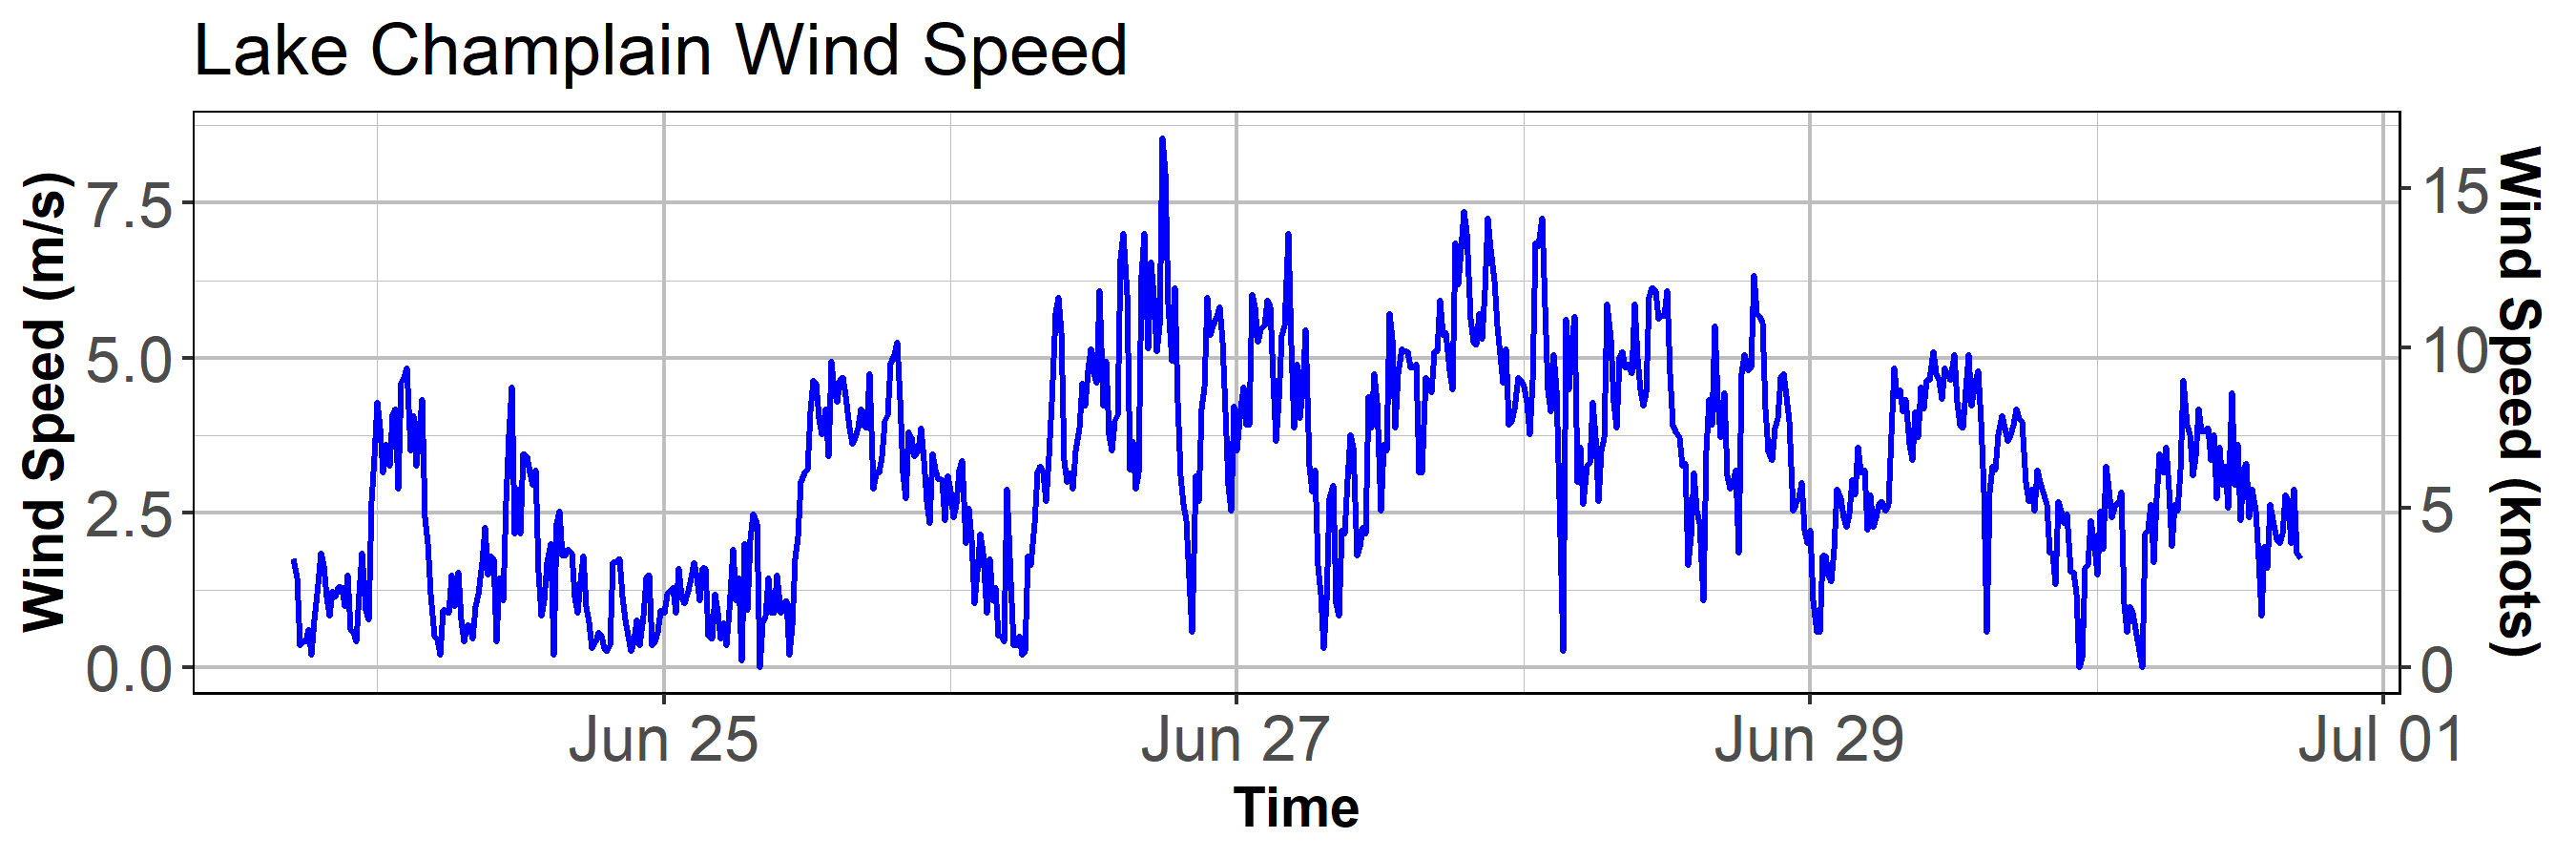 Lake Champlain Wind Speed
Wind Speed (m/s)
7.5
5.0
2.5
0.0
15
10
5
0
Wind Speed (knots)
Jun 25
Jun 27
Jun 29
Jul 01
Time